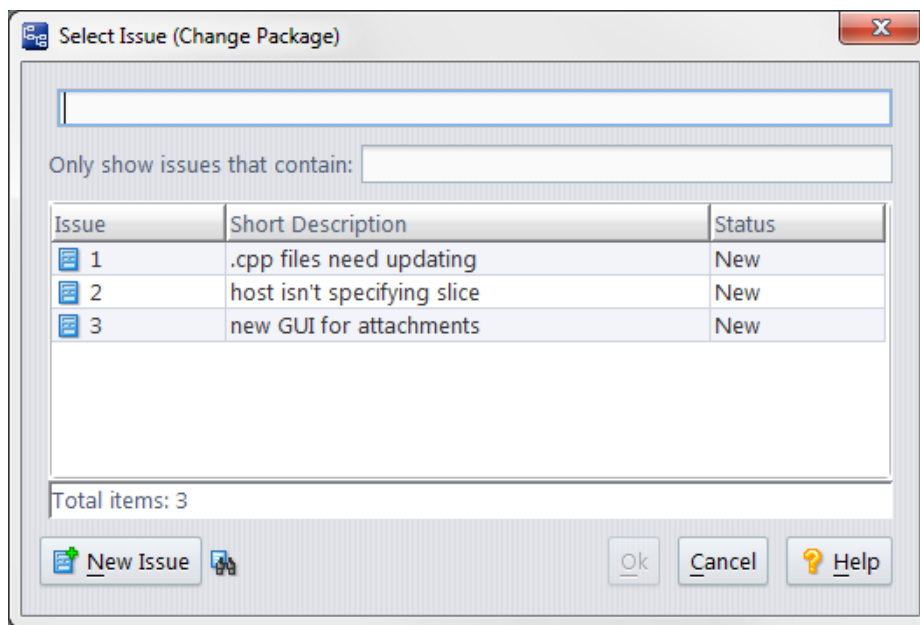 Select Issue (Change Package)
Only show issues that contain:
Issue Short Description Status
1 .cpp files need updating New
2 host isn't specifying slice New
3 new GUI for attachments New
Total items: 3
New Issue Ok Cancel Help